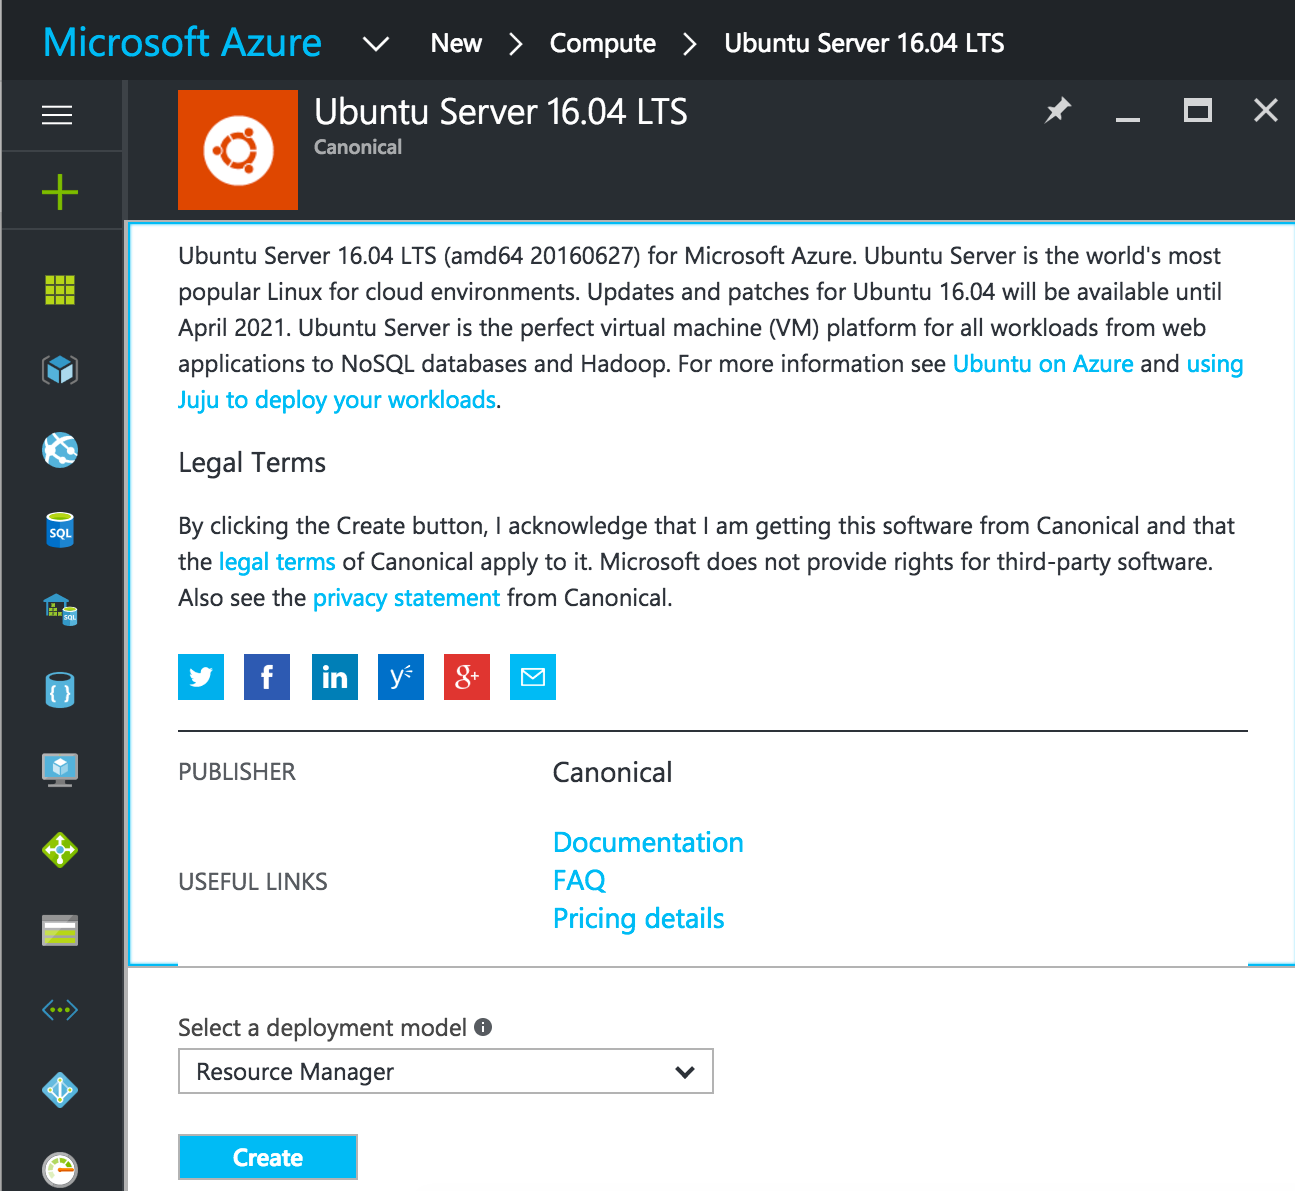 Microsoft Azure New Compute Ubuntu Server 16.04 LTS
Ubuntu Server 16.04 LTS
Canonical
Ubuntu Server 16.04 LTS (amd64 20160627) for Microsoft Azure. Ubuntu Server is the world's most
popular Linux for cloud environments. Updates and patches for Ubuntu 16.04 will be available until
April 2021. Ubuntu Server is the perfect virtual machine (VM) platform for all workloads from web
applications to NoSQL databases and Hadoop. For more information see Ubuntu on Azure and using
Juju to deploy your workloads.
Legal Terms
By clicking the Create button, I acknowledge that I am getting this software from Canonical and that
the legal terms of Canonical apply to it. Microsoft does not provide rights for third-party software.
Also see the privacy statement from Canonical.
PUBLISHER Canonical
USEFUL LINKS
Documentation
FAQ
Pricing details
Select a deployment model
Resource Manager
Create
SQL
SQL